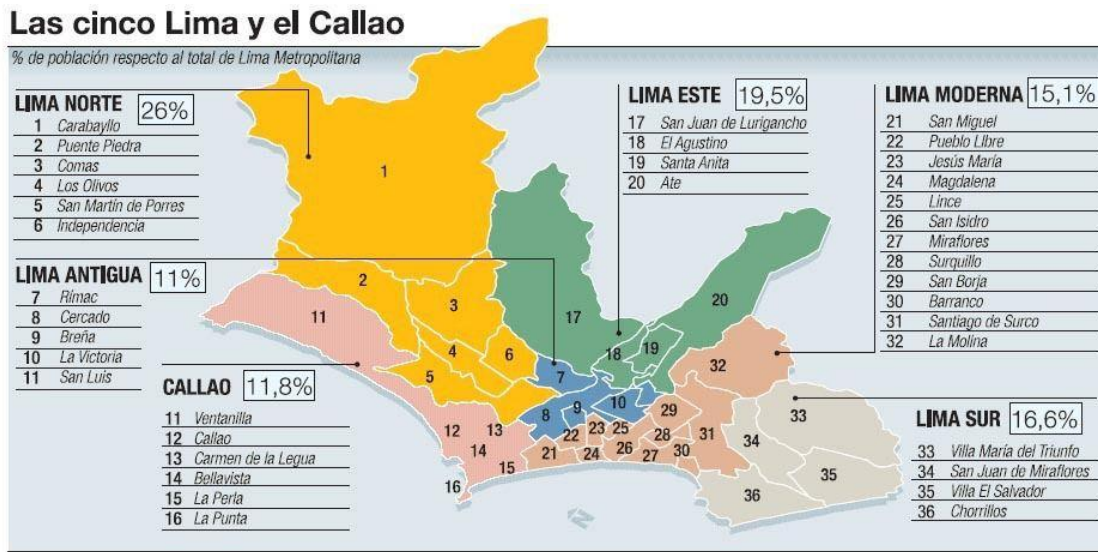 Las cinco Lima y el Callao
% de población respecto al total de Lima Metropolitana
LIMA NORTE 26%
1 Carabayllo
2 Puente Piedra
3 Comas
4 Los Olivos
5 San Martín de Porres
6 Independencia
LIMA ANTIGUA 11%
7 Rímac
8 Cercado
9 Breña
10 La Victoria
11 San Luis
CALLAO 11,8%
11 Ventanilla
12 Callao
13 Carmen de la Legua
14 Bellavista
15 La Perla
16 La Punta
LIMA ESTE 19,5%
17 San Juan de Lurigancho
18 El Agustino
19 Santa Anita
20 Ate
LIMA MODERNA 15,1%
21 San Miguel
22 Pueblo Libre
23 Jesús María
24 Magdalena
25 Lince
26 San Isidro
27 Miraflores
28 Surquillo
29 San Borja
30 Barranco
31 Santiago de Surco
32 La Molina
LIMA SUR 16,6%
33 Villa María del Triunfo
34 San Juan de Miraflores
35 Villa El Salvador
36 Chorrillos
1
2
3
11
17
20
4
6
18
19
5
7
32
12
13
8
9
10
29
33
14
22
23
25
28
31
34
15
21
24
26
27
30
35
16
36
N